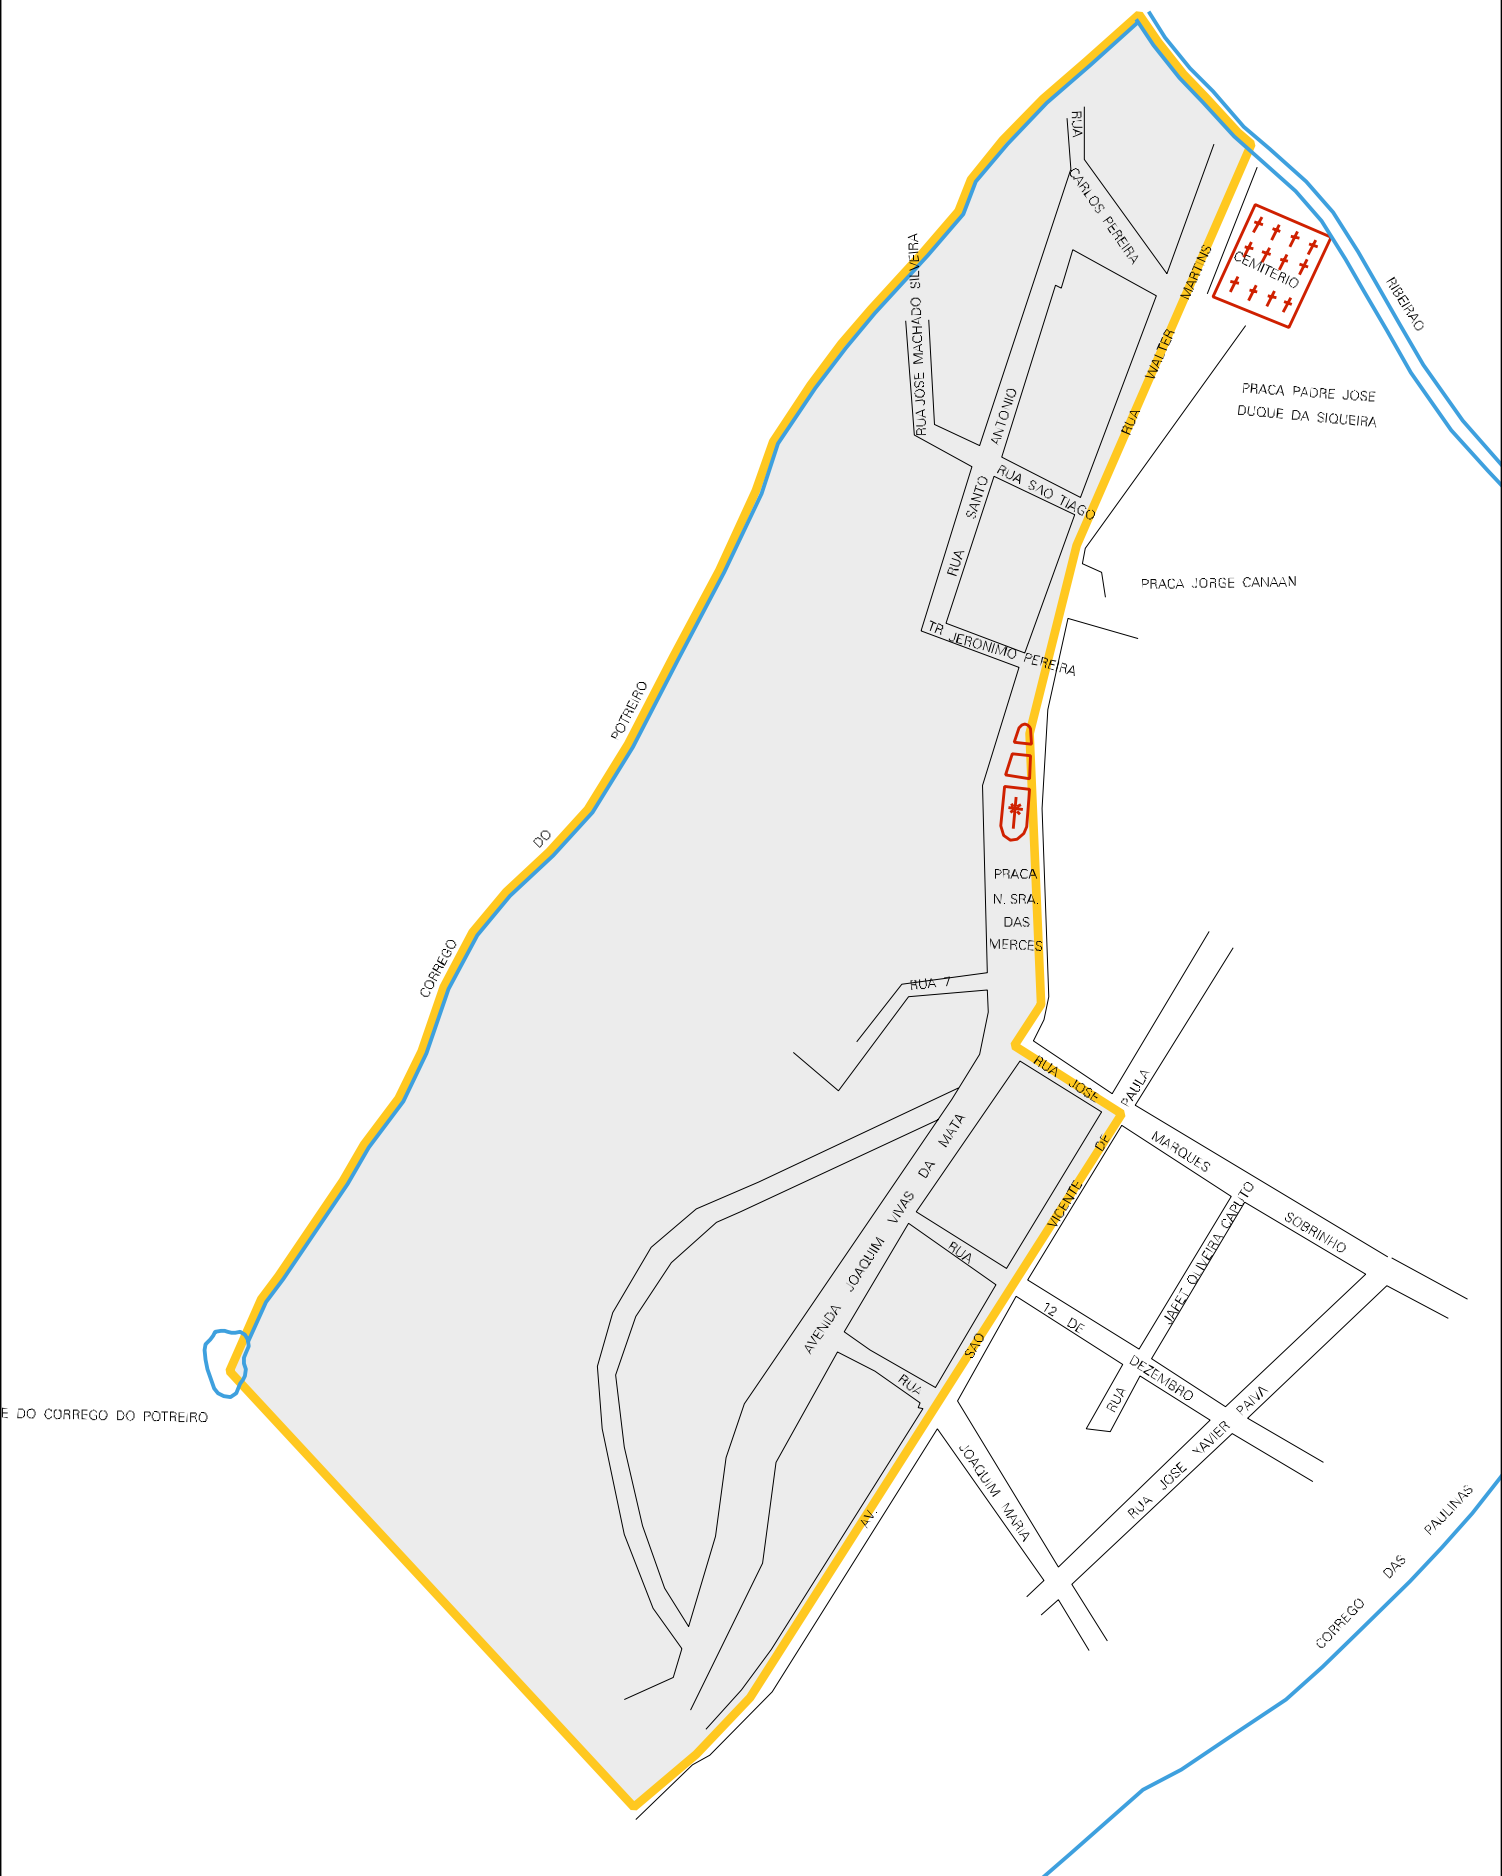 RUA
CARLOS PEREIRA
RUA JOSE MACHADO SILVEIRA
RUA WALTER MARTINS
CEMITERIO
RIBEIRAO
PRACA PADRE JOSE
DUQUE DA SIQUEIRA
RUA SANTO ANTONIO
RUA SAO TIAGO
PRACA JORGE CANAAN
TR JERONIMO PEREIRA
CORREGO DO POTREIRO
PRACA
N. SRA.
DAS
MERCES
RUA 7
RUA JOSE MARQUES SOBRINHO
AV. SAO VICENTE DE PAULA
AVENIDA JOAQUIM VIVAS DA MATA
RUA 12 DE DEZEMBRO
RUA JAFET OLIVEIRA CAPUTO
RUA JOAQUIM MARIA
RUA JOSE XAVIER PAIVA
E DO CORREGO DO POTREIRO
CORREGO DAS PAULINAS